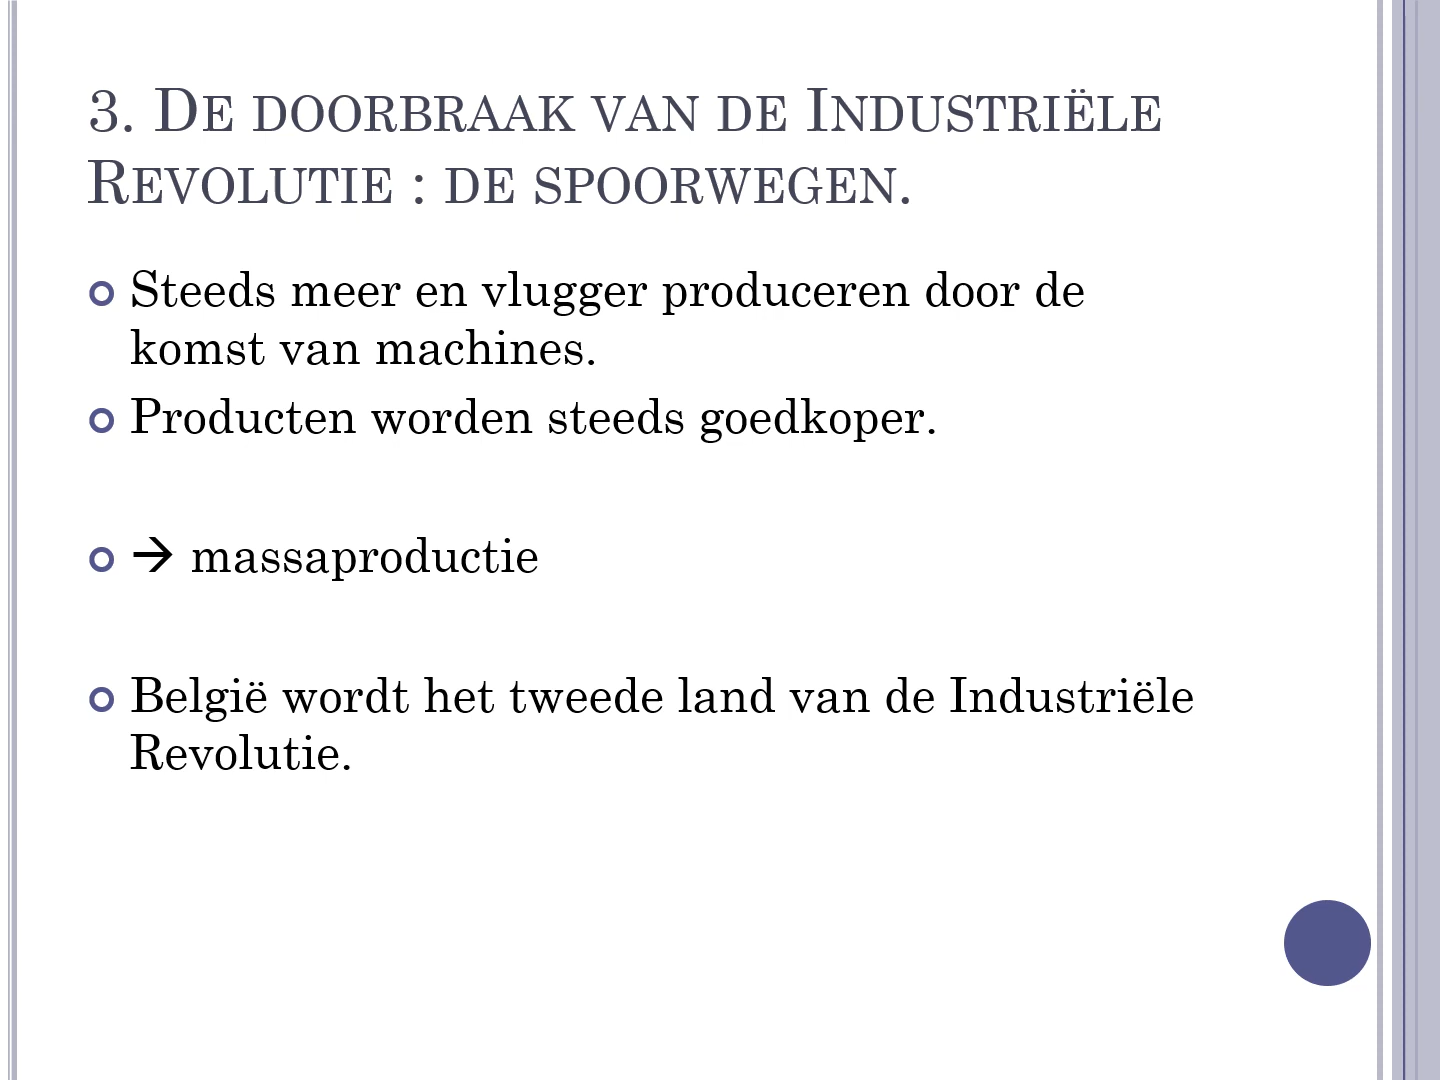 3. De doorbraak van de Industriële
Revolutie : de spoorwegen.
Steeds meer en vlugger produceren door de
komst van machines.
Producten worden steeds goedkoper.
→ massaproductie
België wordt het tweede land van de Industriële
Revolutie.